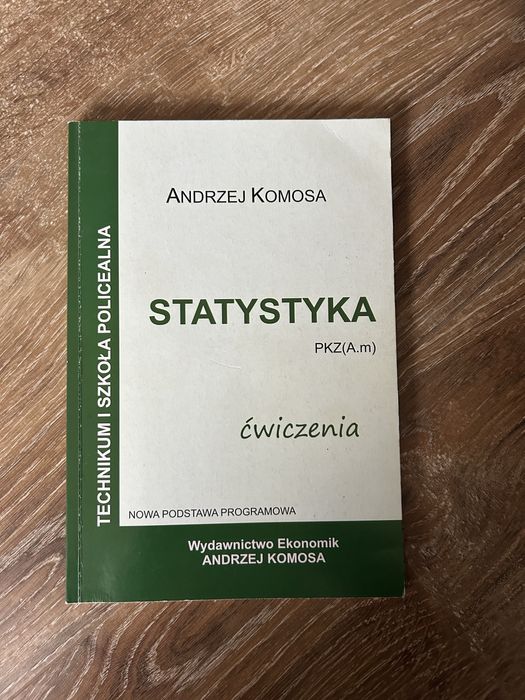 ANDRZEJ KOMOSA
STATYSTYKA
PKZ(A.m)
ćwiczenia
NOWA PODSTAWA PROGRAMOWA
Wydawnictwo Ekonomik
ANDRZEJ KOMOSA
TECHNIKUM I SZKOŁA POLICEALNA